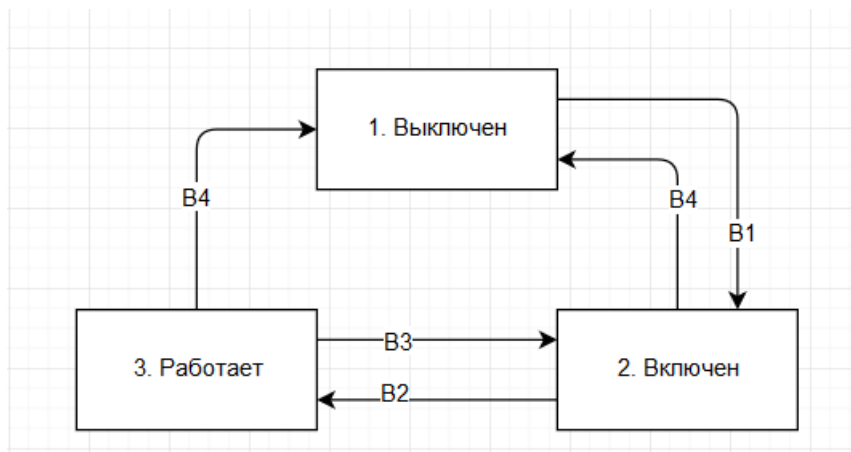 1. Выключен
B4
B4
B1
3. Работает
B3
B2
2. Включен